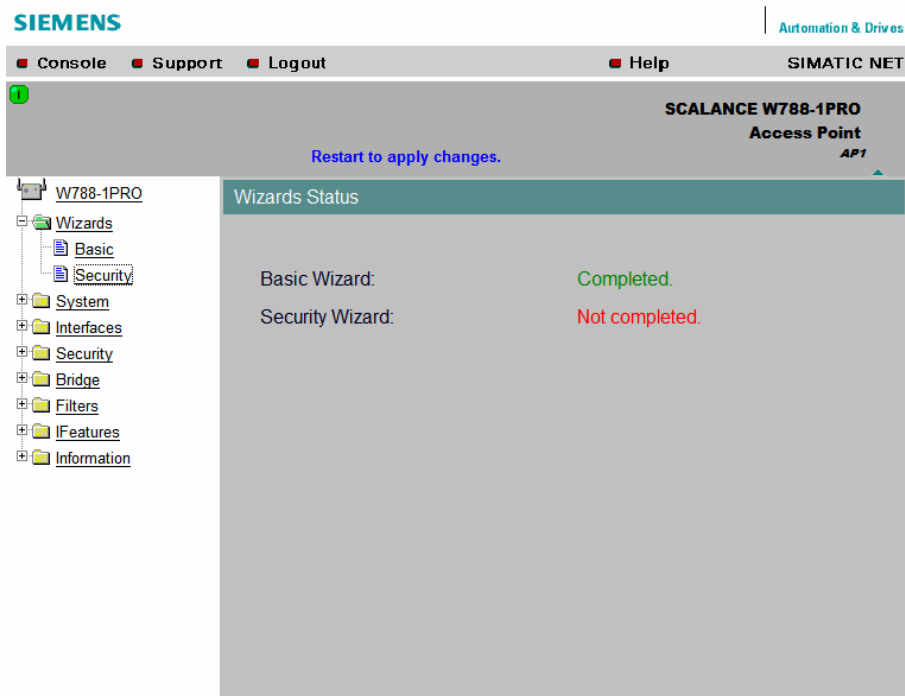 SIEMENS
Automation & Drives
Console Support Logout Help SIMATIC NET
SCALANCE W788-1PRO
Access Point
AP1
Restart to apply changes.
W788-1PRO
Wizards
Basic
Security
System
Interfaces
Security
Bridge
Filters
IFeatures
Information
Wizards Status
Basic Wizard: Completed.
Security Wizard: Not completed.